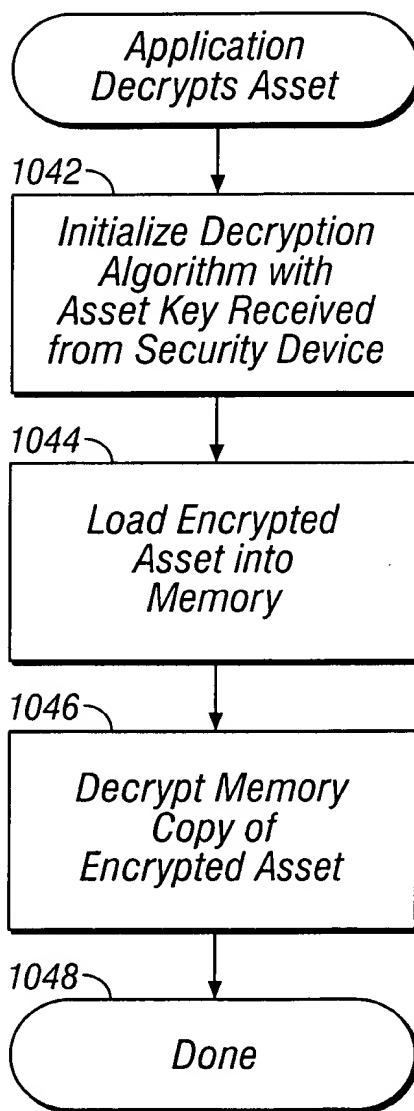 Application
Decrypts Asset
1042
Initialize Decryption
Algorithm with
Asset Key Received
from Security Device
1044
Load Encrypted
Asset into
Memory
1046
Decrypt Memory
Copy of
Encrypted Asset
1048
Done